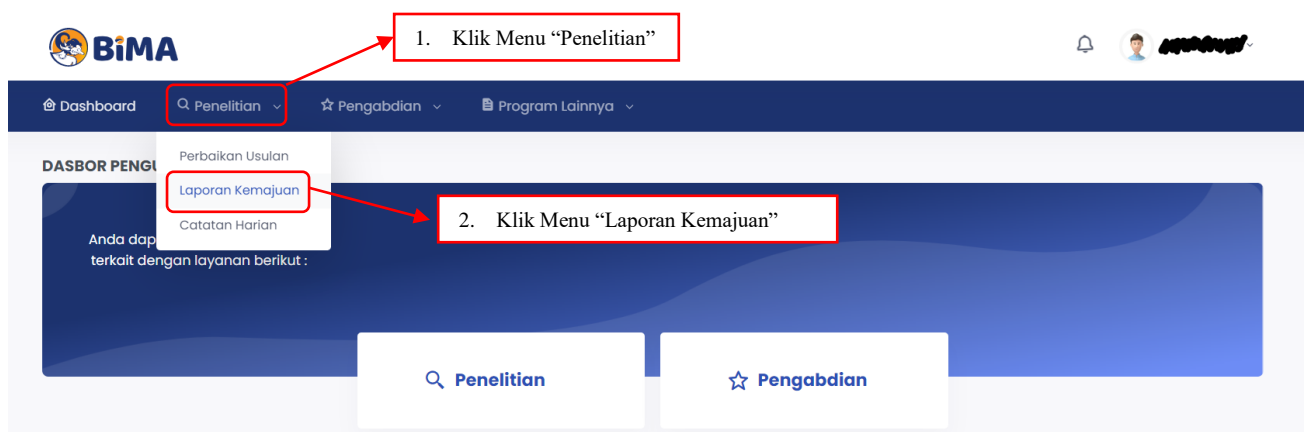 BiMA
1. Klik Menu “Penelitian”
Dashboard Penelitian Pengabdian Program Lainnya
Perbaikan Usulan
DASBOR PENGU
Laporan Kemajuan
2. Klik Menu “Laporan Kemajuan”
Catatan Harian
Anda dap
terkait dengan layanan berikut :
Penelitian Pengabdian